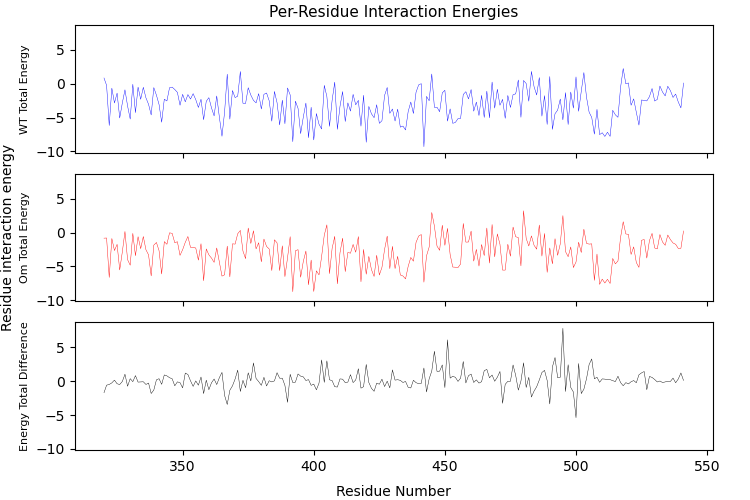 Per-Residue Interaction Energies
Residue interaction energy
WT Total Energy
5
0
−5
−10
Om Total Energy
5
0
−5
−10
Energy Total Difference
5
0
−5
−10
350
400
450
500
550
Residue Number